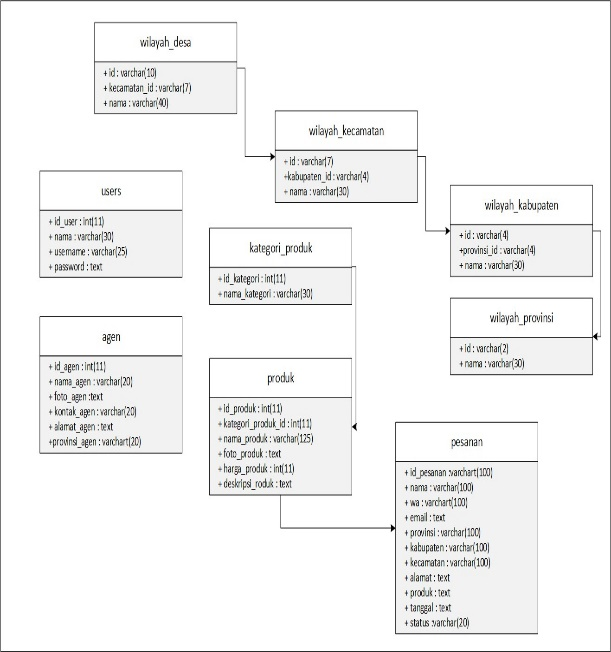 wilayah_desa
+ id : varchar(10)
+ kecamatan_id : varchar(7)
+ nama : varchar(40)
wilayah_kecamatan
+ id : varchar(7)
+kabupaten_id : varchar(4)
+ nama : varchar(30)
users
+ id_user : int(11)
+ nama : varchar(30)
+ username : varchar(25)
+ password : text
wilayah_kabupaten
+ id : varchar(4)
+provinsi_id : varchar(4)
+ nama : varchar(30)
kategori_produk
+ id_kategori : int(11)
+ nama_kategori : varchar(30)
wilayah_provinsi
+ id : varchar(2)
+ nama : varchar(30)
agen
+ id_agen : int(11)
+ nama_agen : varchar(20)
+ foto_agen :text
+ kontak_agen : varchar(20)
+ alamat_agen : text
+provinsi_agen : varchart(20)
produk
+ id_produk : int(11)
+ kategori_produk_id : int(11)
+ nama_produk : varchar(125)
+ foto_produk : text
+ harga_produk : int(11)
+ deskripsi_roduk : text
pesanan
+ id_pesanan :varchart(100)
+ nama : varchar(100)
+ wa : varchart(100)
+ email : text
+ provinsi : varchar(100)
+ kabupaten : varchar(100)
+ kecamatan : varchar(100)
+ alamat : text
+ produk : text
+ tanggal : text
+ status :varchar(20)